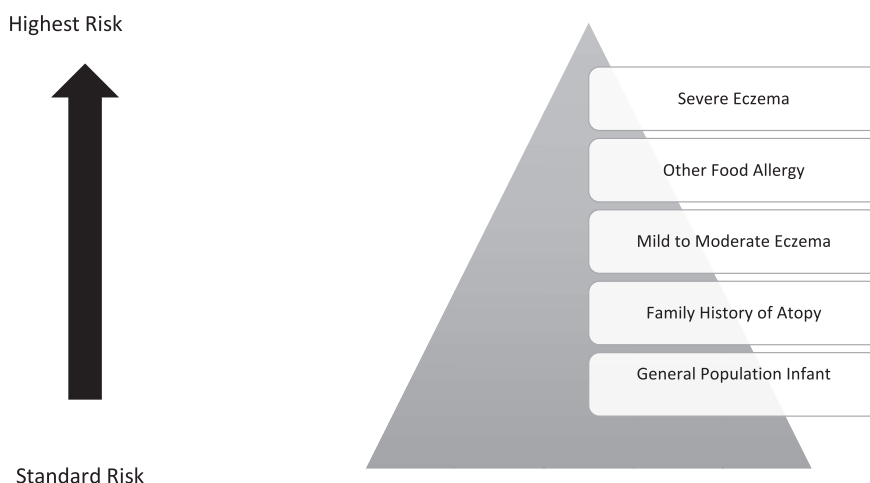 Highest Risk
Severe Eczema
Other Food Allergy
Mild to Moderate Eczema
Family History of Atopy
General Population Infant
Standard Risk